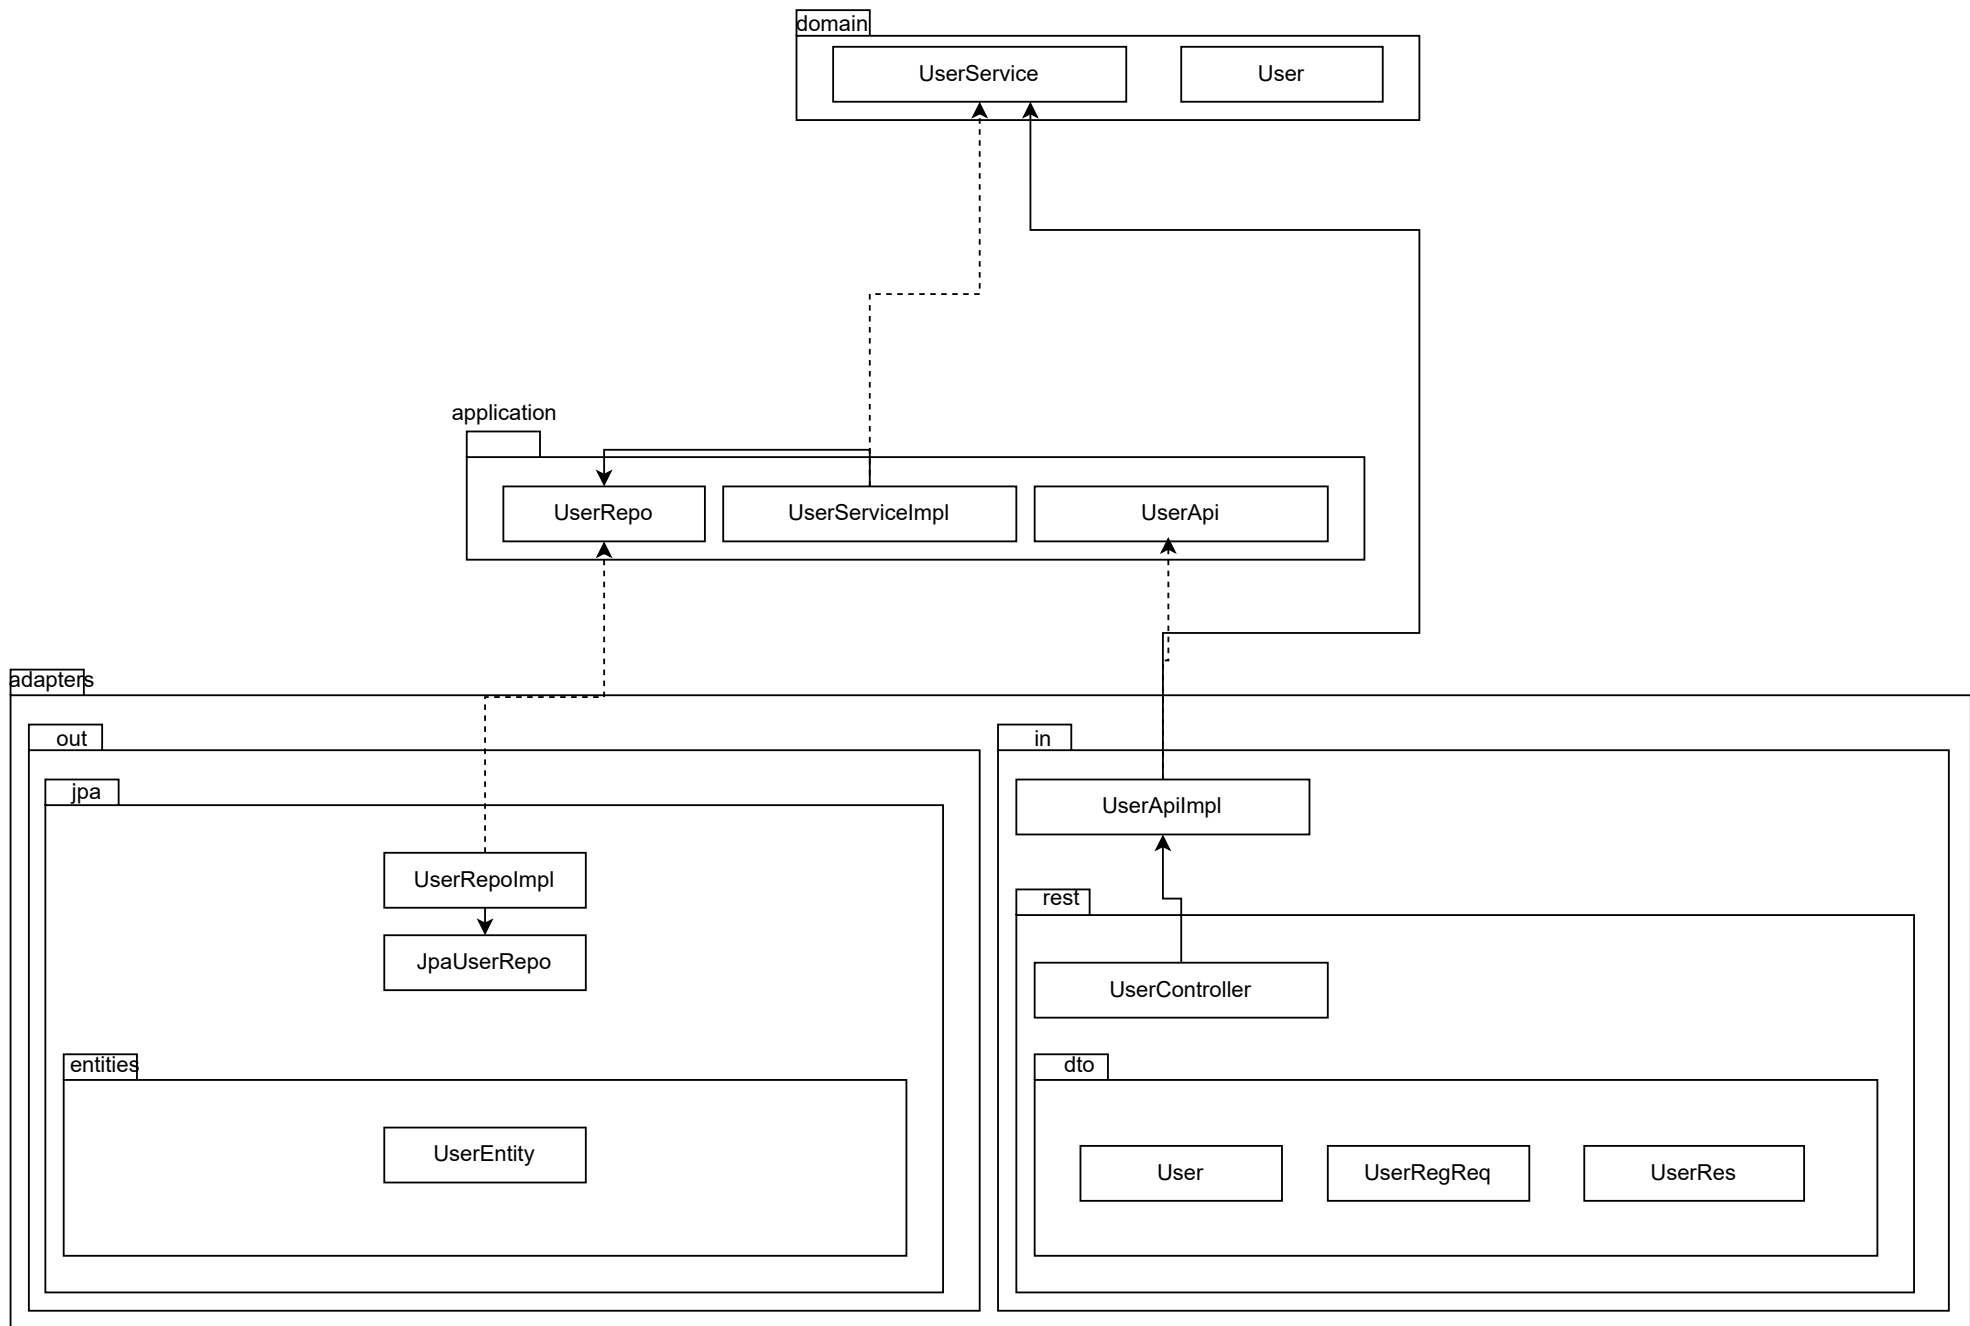 domain
UserService
User
application
UserRepo
UserServiceImpl
UserApi
adapters
out
jpa
UserRepoImpl
JpaUserRepo
entities
UserEntity
in
UserApiImpl
rest
UserController
dto
User
UserRegReq
UserRes